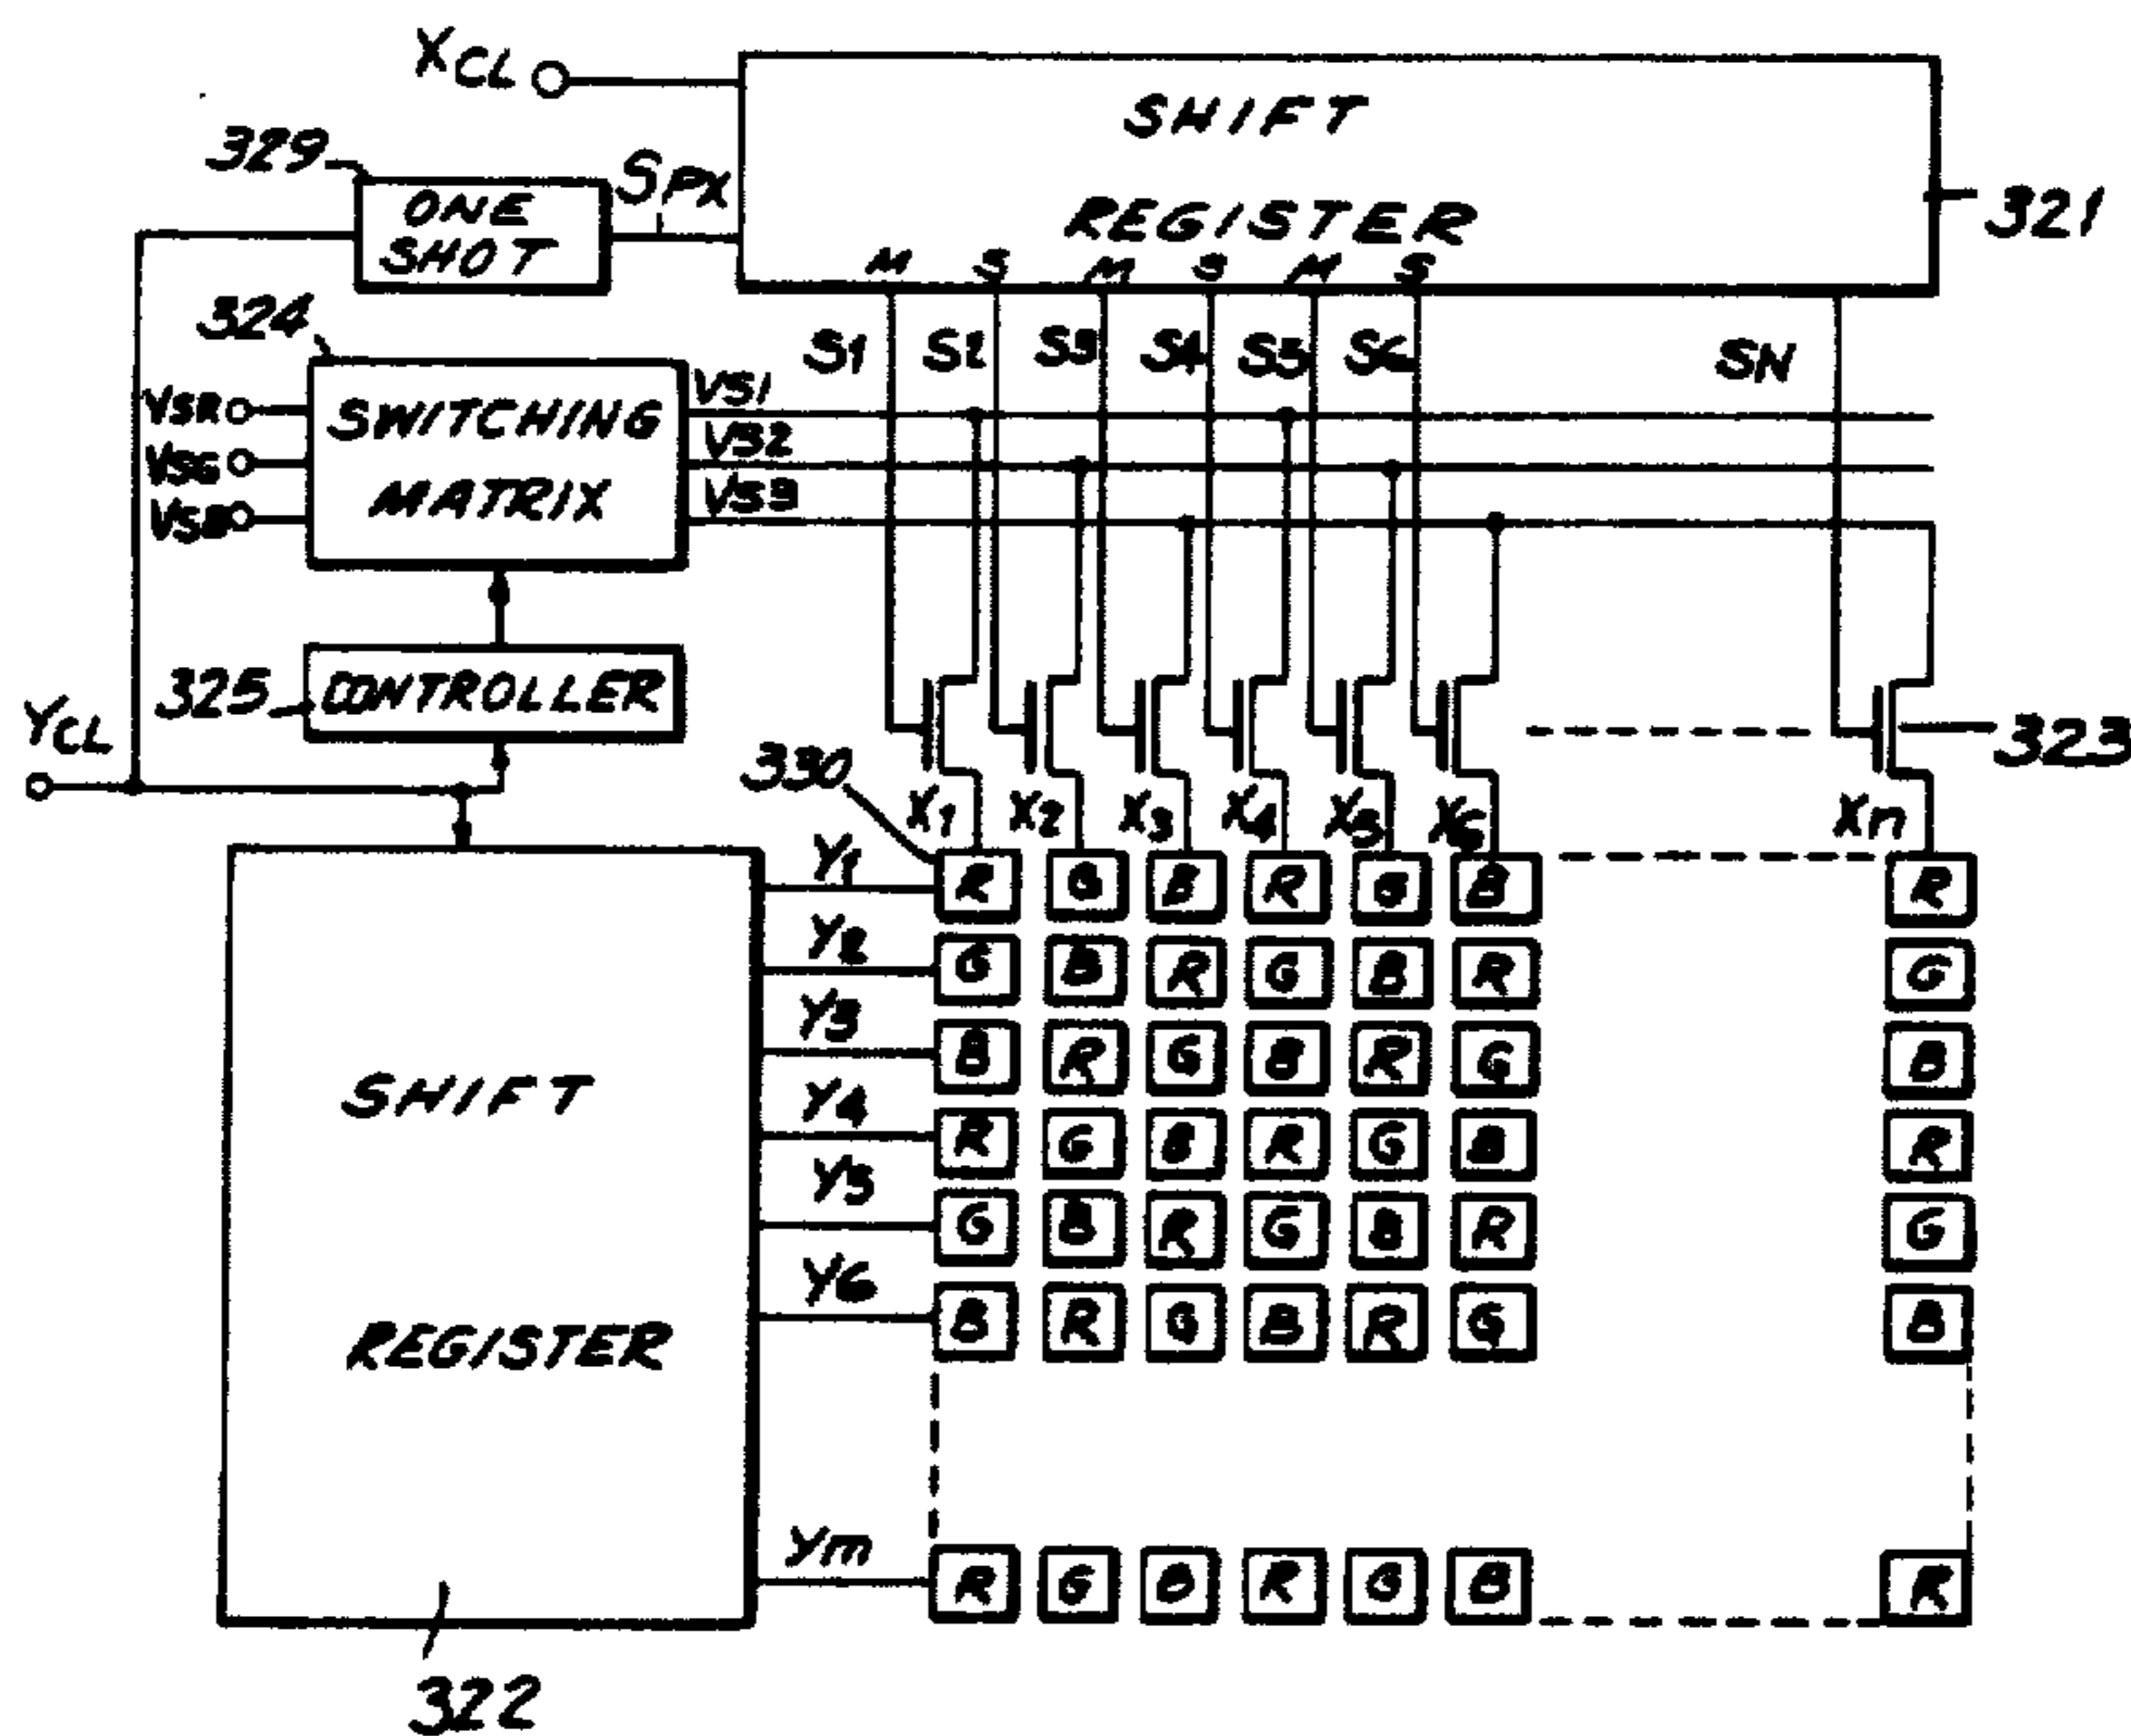 XCL
SHIFT
REGISTER
329
ONE
SHOT
SPX
321
M S M S M S
324
S1 S2 S3 S4 S5 S6 SN
VSR
VSG
VSB
SWITCHING
MATRIX
VS1
VS2
VS3
325
CONTROLLER
YCL
323
330
X1 X2 X3 X4 X5 X6 Xn
Y1 R G B R G B R
Y2 G B R G B R G
Y3 B R G B R G B
Y4 R G B R G B R
Y5 G B R G B R G
Y6 B R G B R G B
SHIFT
REGISTER
Ym R G B R G B R
322